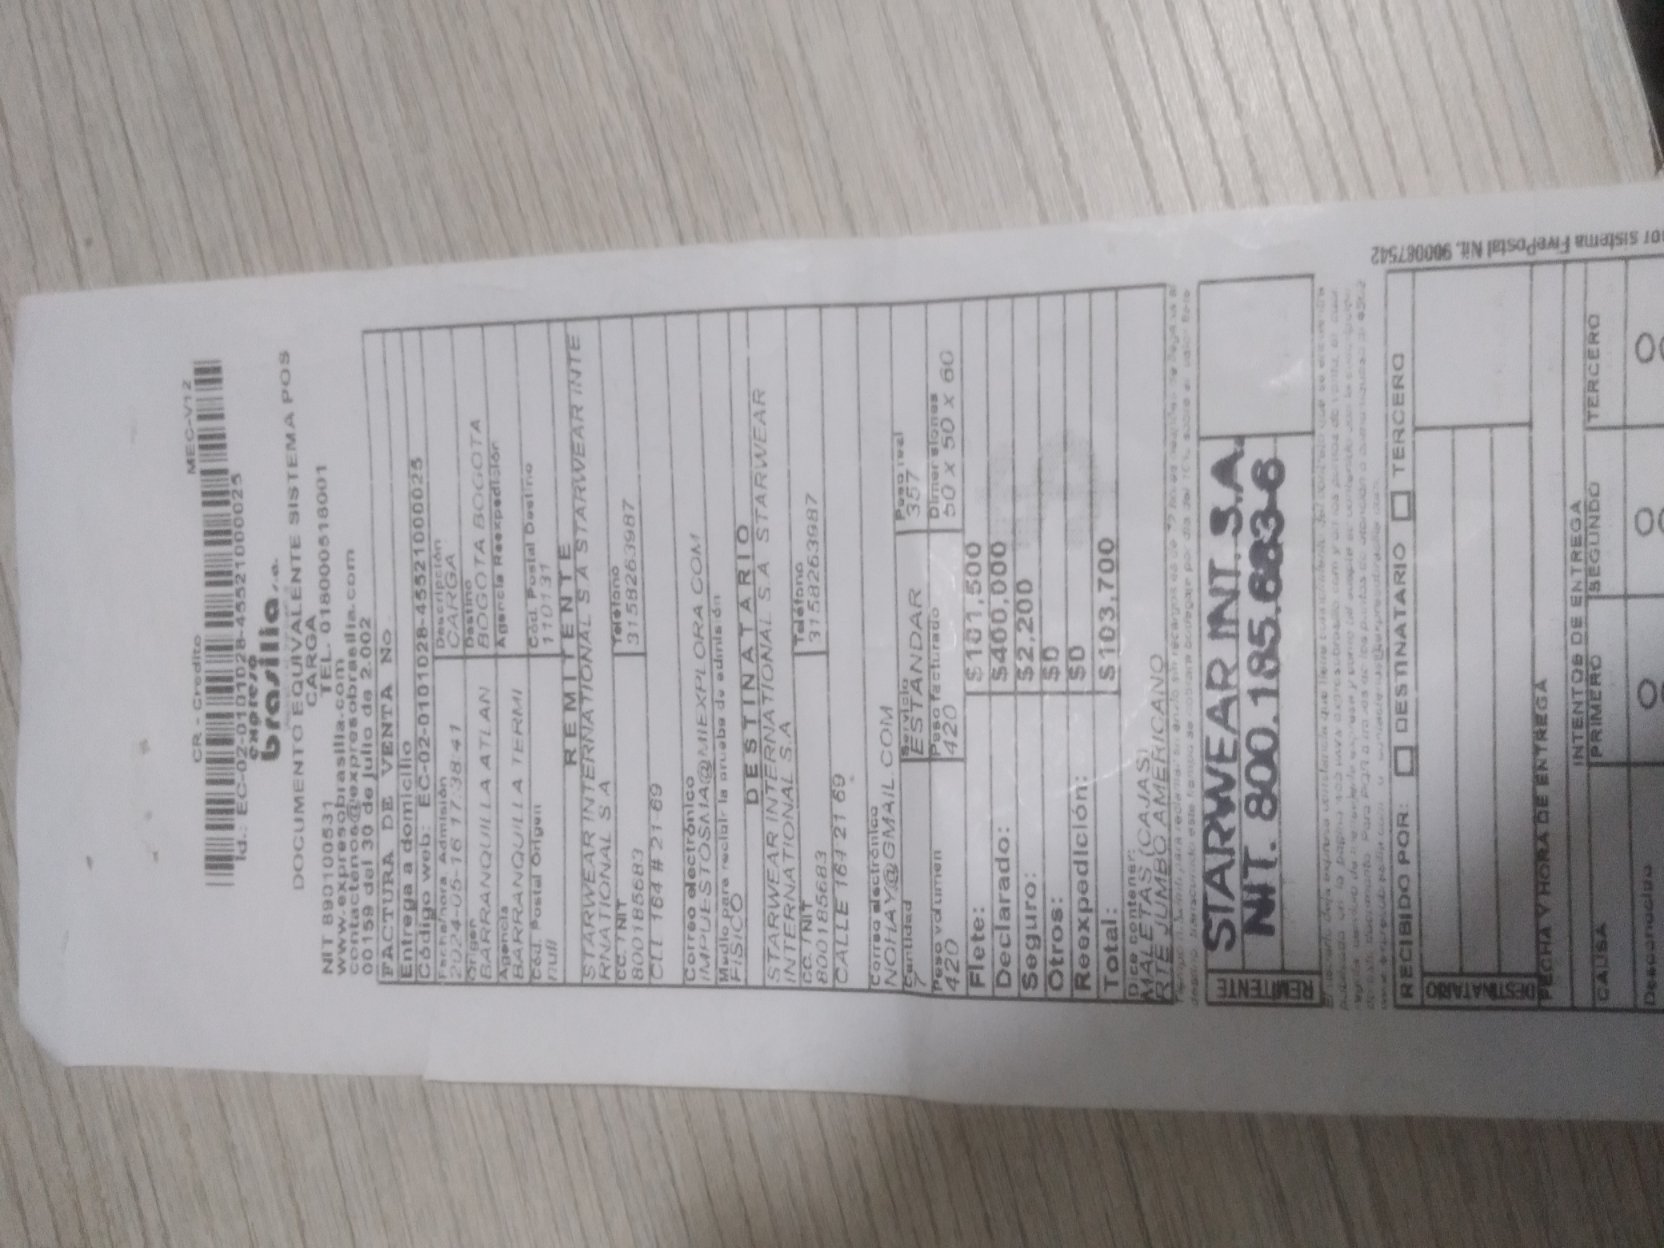 CR - Credito MEC-V12
Id.: EC-02-0101028-4552100000025
expreso
brasilia s.a.
DOCUMENTO EQUIVALENTE SISTEMA POS
CARGA
NIT 890100531 TEL. 018000518001
www.expresobrasilia.com
contactenos@expresobrasilia.com
00159 del 30 de julio da 2.002
FACTURA DE VENTA No.
Entrega a domicilio
Código web: EC-02-0101028-4552100000025
Fecha/hora Admisión Descripción
2024-05-16 17:38:41 CARGA
Origen Destino
BARRANQUILLA ATLAN BOGOTA BOGOTA
Agencia Agencia Reexpedición
BARRANQUILLA TERMI
Cód. Postal Origen Cód. Postal Destino
null 110131
REMITENTE
STARWEAR INTERNATIONAL S A STARWEAR INTE
RNATIONAL S A
CC. / NIT Teléfono
800185683 3158263987
CLL 164 # 21-69
Correo electrónico
IMPUESTOSMIA@MIEXPLORA.COM
Medio para recibir la prueba de admisión
FISICO
DESTINATARIO
STARWEAR INTERNATIONAL S.A STARWEAR
INTERNATIONAL S.A
CC. / NIT Teléfono
800185683 3158263987
CALLE 164 21 69
Correo electrónico
NOHAY@GMAIL.COM
Cantidad Servicio Peso real
7 ESTANDAR 357
Peso volumen Peso facturado Dimensiones
420 420 50 x 50 x 60
Flete: $101,500
Declarado: $400,000
Seguro: $2,200
Otros: $0
Reexpedición: $0
Total: $103,700
Dice contener:
MALETAS (CAJAS)
RTE JUMBO AMERICANO
REMITENTE
STARWEAR INT. S.A.
NIT. 800.185.683-6
RECIBIDO POR: DESTINATARIO TERCERO
DESTINATARIO
FECHA Y HORA DE ENTREGA
INTENTOS DE ENTREGA
CAUSA PRIMERO SEGUNDO TERCERO
Desconocido
sistema FivePostal Nit. 900087542